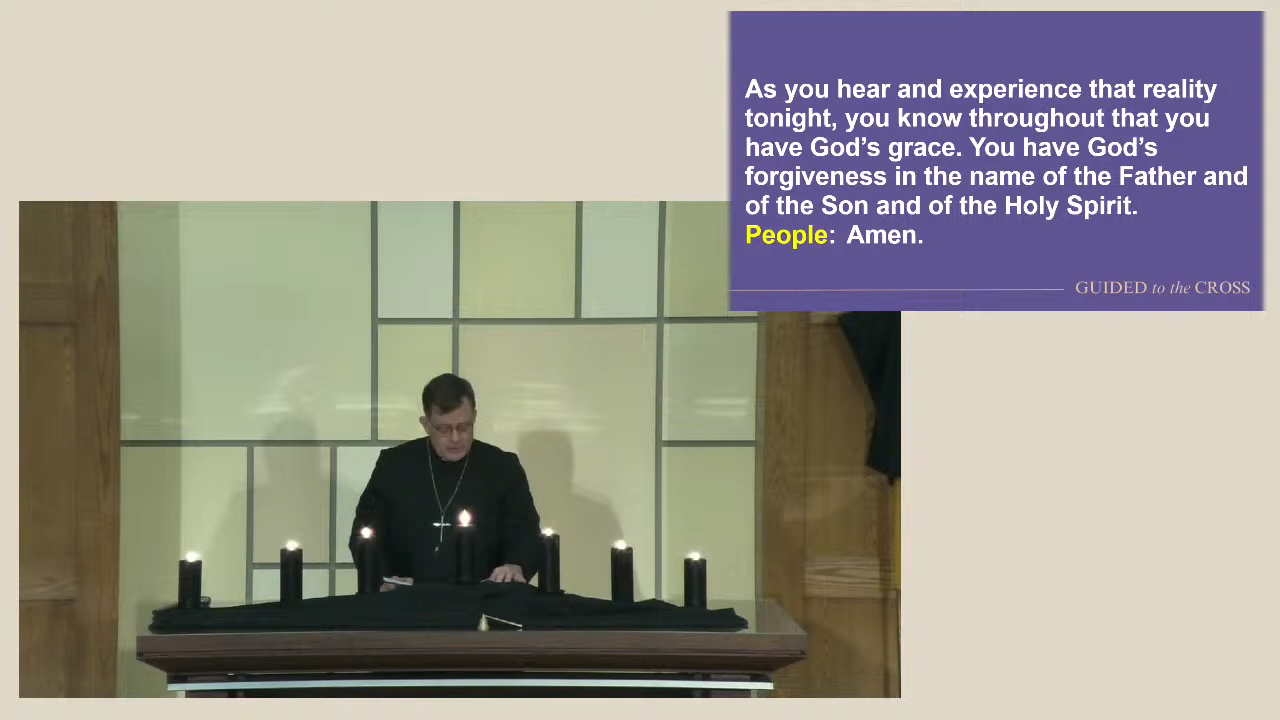 As you hear and experience that reality
tonight, you know throughout that you
have God's grace. You have God's
forgiveness in the name of the Father and
of the Son and of the Holy Spirit.
People: Amen.
GUIDED to the CROSS